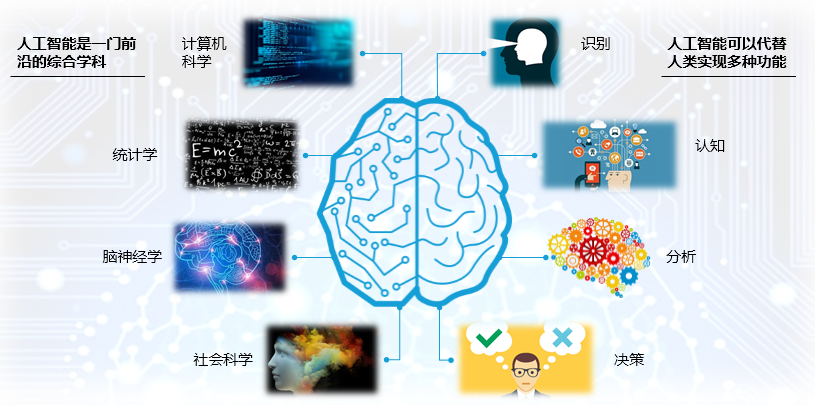 人工智能是一门前
沿的综合学科
计算机
科学
统计学
脑神经学
社会科学
识别
认知
分析
决策
人工智能可以代替
人类实现多种功能
E=mc²